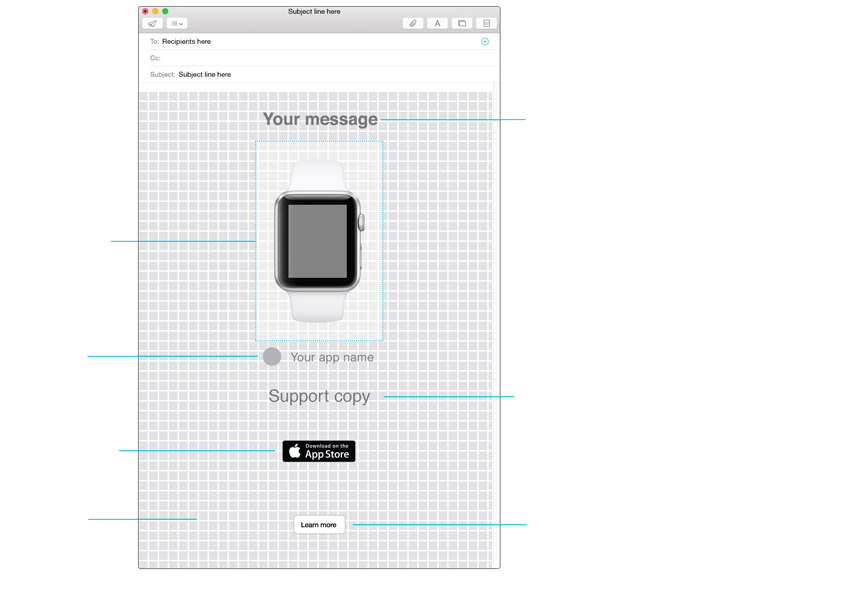 Subject line here
A
To: Recipients here
Cc:
Subject: Subject line here
Your message
Your app name
Support copy
Download on the
App Store
Learn more